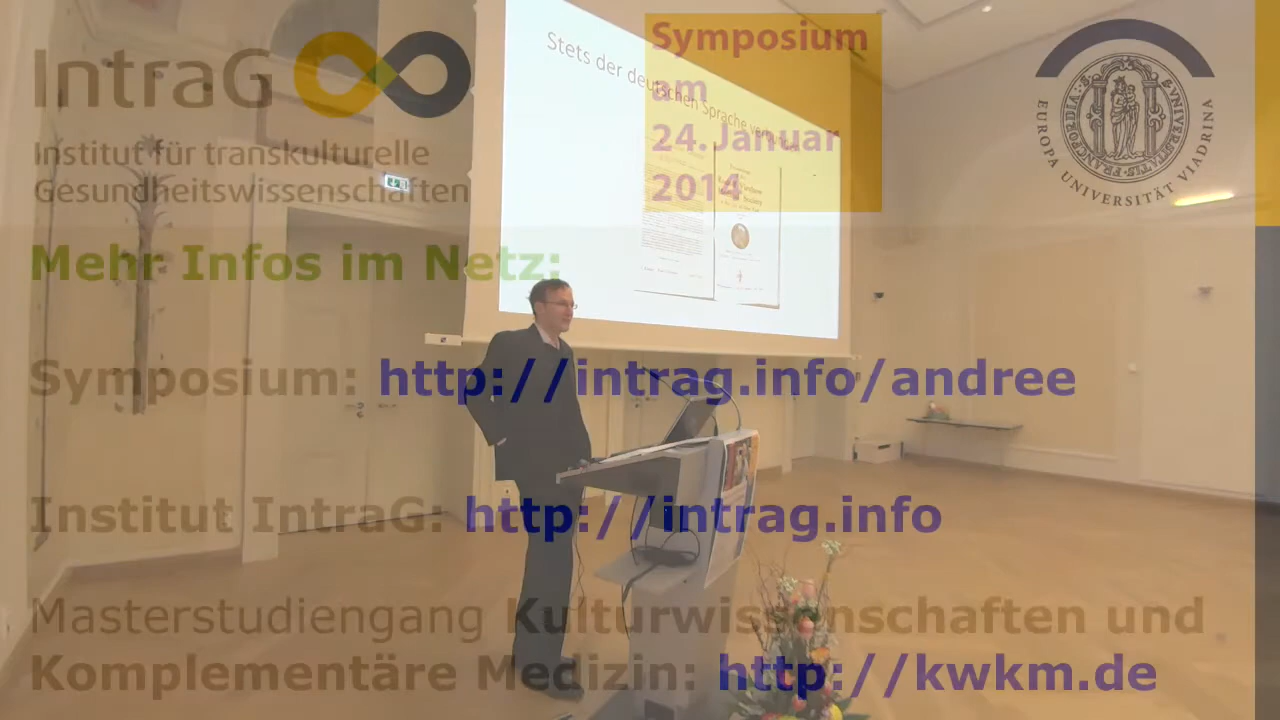 IntraG
Institut für transkulturelle
Gesundheitswissenschaften
Stets der deutschen Sprache
Symposium
am
24.Januar
2014
EUROPA UNIVERSITÄT VIADRINA
Mehr Infos im Netz:
Symposium: http://intrag.info/andree
Institut IntraG: http://intrag.info
Masterstudiengang Kulturwissenschaften und
Komplementäre Medizin: http://kwkm.de